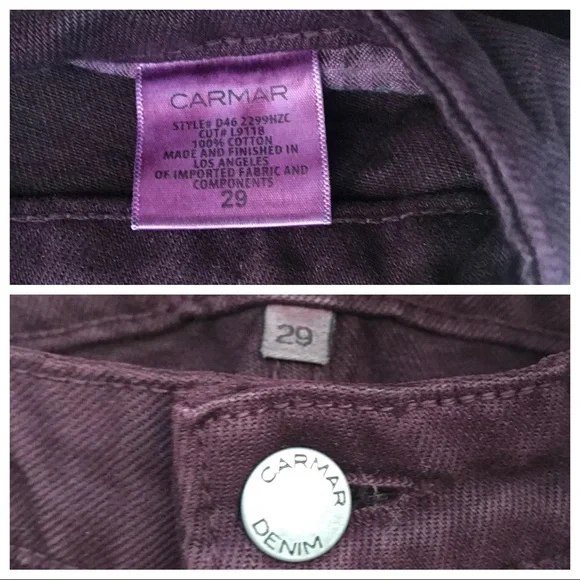 CARMAR
STYLE# D46 2299HZC
CUT# L9118
100% COTTON
MADE AND FINISHED IN
LOS ANGELES
OF IMPORTED FABRIC AND
COMPONENTS
29
29
CARMAR
DENIM